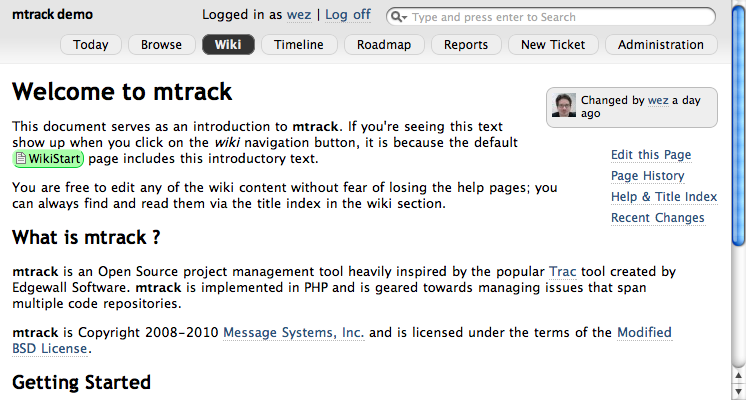 mtrack demo
Logged in as wez | Log off
Type and press enter to Search
Today
Browse
Wiki
Timeline
Roadmap
Reports
New Ticket
Administration
Welcome to mtrack
Changed by wez a day
ago
This document serves as an introduction to mtrack. If you're seeing this text
show up when you click on the wiki navigation button, it is because the default
WikiStart page includes this introductory text.
You are free to edit any of the wiki content without fear of losing the help pages; you
can always find and read them via the title index in the wiki section.
Edit this Page
Page History
Help & Title Index
Recent Changes
What is mtrack ?
mtrack is an Open Source project management tool heavily inspired by the popular Trac tool created by
Edgewall Software. mtrack is implemented in PHP and is geared towards managing issues that span
multiple code repositories.
mtrack is Copyright 2008-2010 Message Systems, Inc. and is licensed under the terms of the Modified
BSD License.
Getting Started